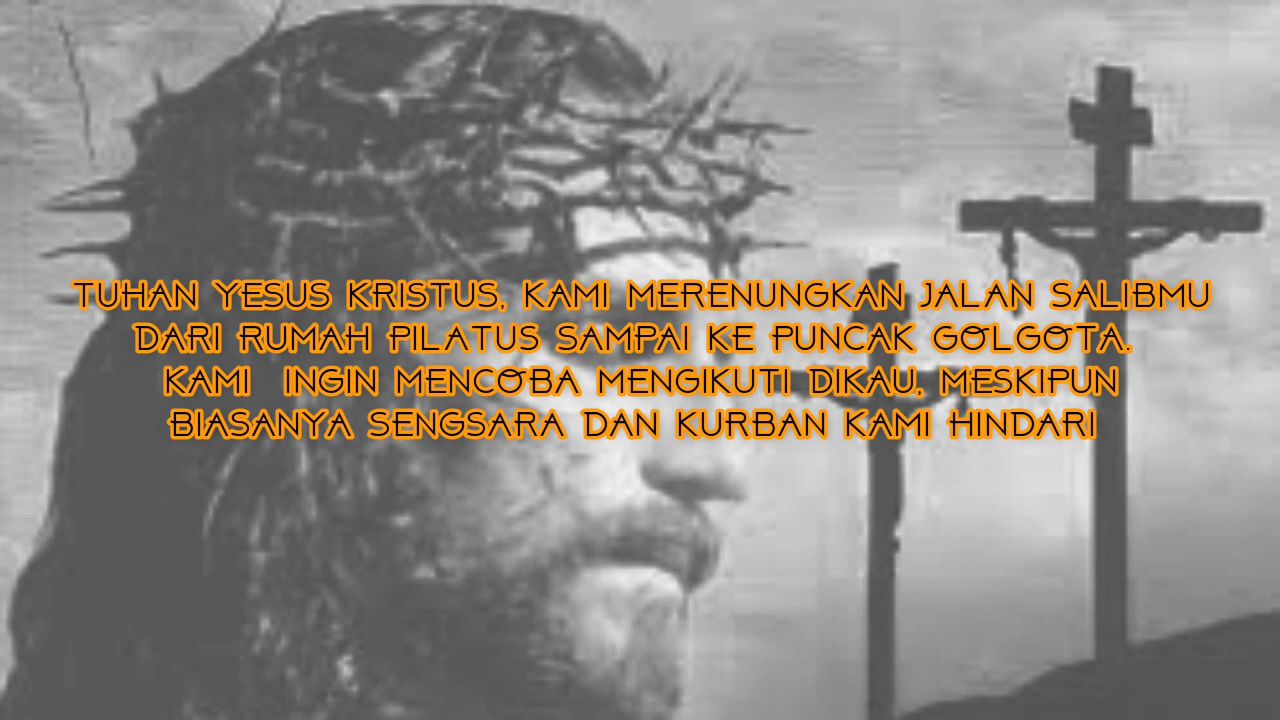 TUHAN YESUS KRISTUS, KAMI MERENUNGKAN JALAN SALIBMU
DARI RUMAH PILATUS SAMPAI KE PUNCAK GOLGOTA.
KAMI INGIN MENCOBA MENGIKUTI DIKAU, MESKIPUN
BIASANYA SENGSARA DAN KURBAN KAMI HINDARI